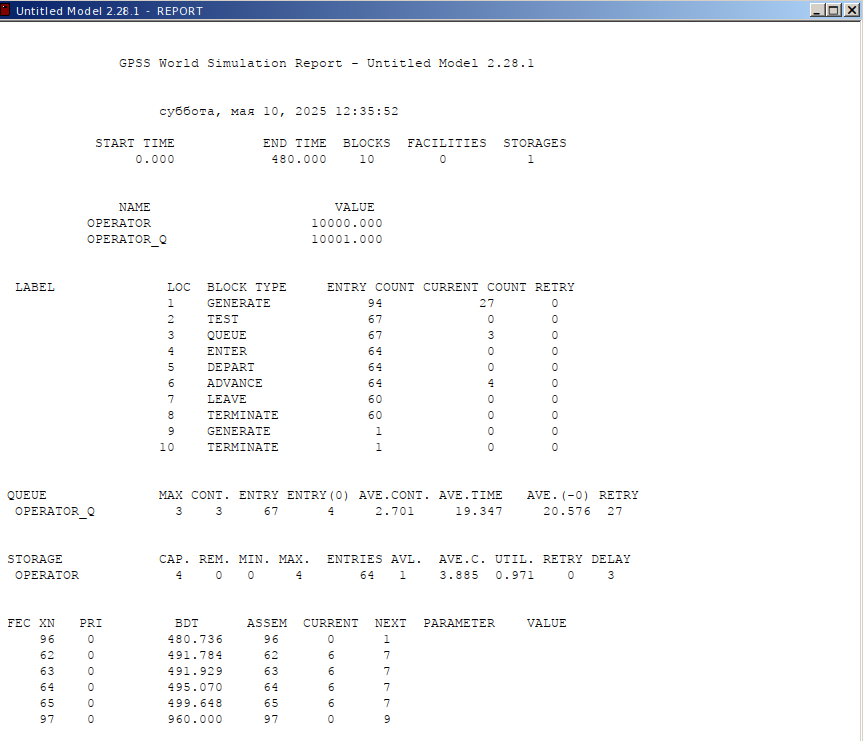 Untitled Model 2.28.1 - REPORT
GPSS World Simulation Report - Untitled Model 2.28.1
суббота, мая 10, 2025 12:35:52
START TIME END TIME BLOCKS FACILITIES STORAGES
0.000 480.000 10 0 1
NAME VALUE
OPERATOR 10000.000
OPERATOR_Q 10001.000
LABEL LOC BLOCK TYPE ENTRY COUNT CURRENT COUNT RETRY
1 GENERATE 94 27 0
2 TEST 67 0 0
3 QUEUE 67 3 0
4 ENTER 64 0 0
5 DEPART 64 0 0
6 ADVANCE 64 4 0
7 LEAVE 60 0 0
8 TERMINATE 60 0 0
9 GENERATE 1 0 0
10 TERMINATE 1 0 0
QUEUE MAX CONT. ENTRY ENTRY(0) AVE.CONT. AVE.TIME AVE.(-0) RETRY
OPERATOR_Q 3 3 67 4 2.701 19.347 20.576 27
STORAGE CAP. REM. MIN. MAX. ENTRIES AVL. AVE.C. UTIL. RETRY DELAY
OPERATOR 4 0 0 4 64 1 3.885 0.971 0 3
FEC XN PRI BDT ASSEM CURRENT NEXT PARAMETER VALUE
96 0 480.736 96 0 1
62 0 491.784 62 6 7
63 0 491.929 63 6 7
64 0 495.070 64 6 7
65 0 499.648 65 6 7
97 0 960.000 97 0 9